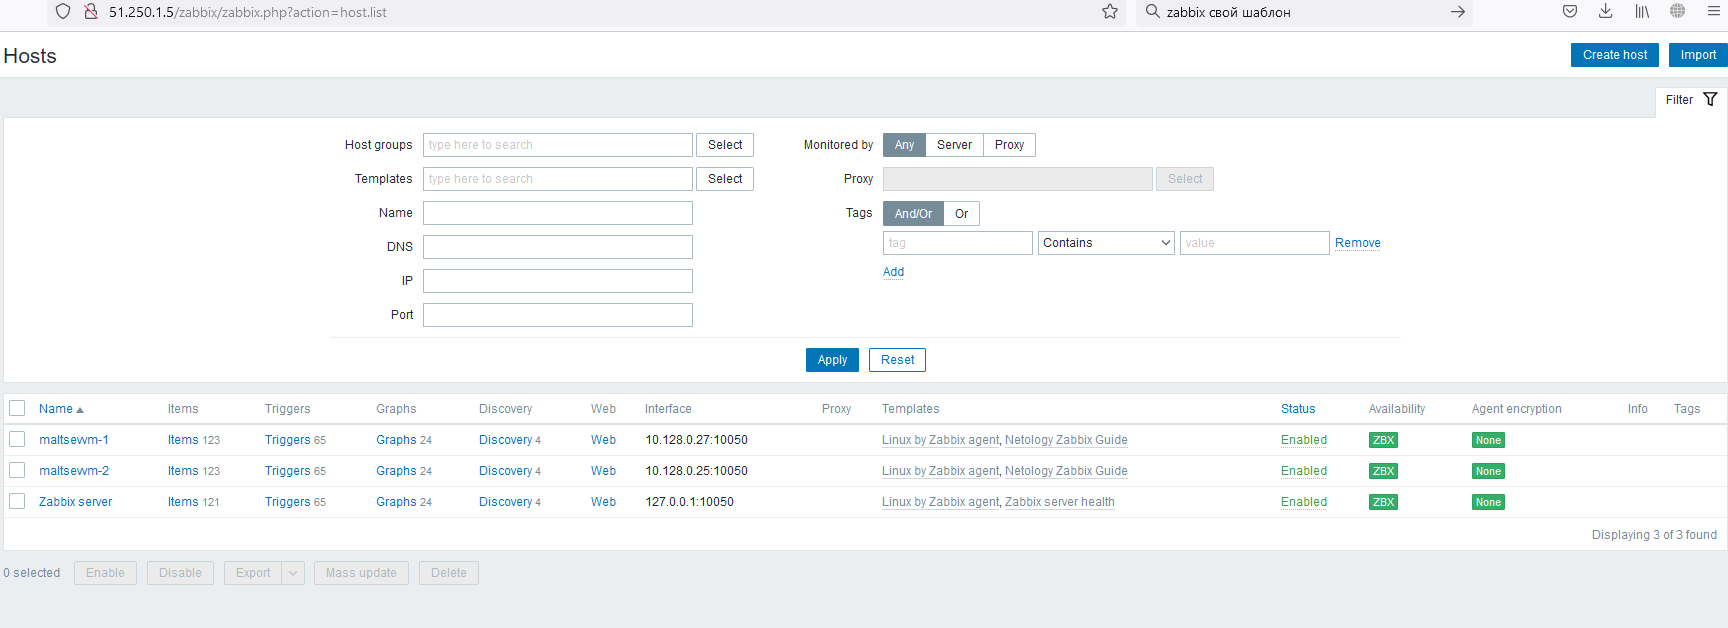 51.250.1.5/zabbix/zabbix.php?action=host.list zabbix свой шаблон
Hosts Create host Import
Filter
Host groups type here to search Select Monitored by Any Server Proxy
Templates type here to search Select Proxy Select
Name Tags And/Or Or
DNS tag Contains value Remove
IP Add
Port
Apply Reset
Name Items Triggers Graphs Discovery Web Interface Proxy Templates Status Availability Agent encryption Info Tags
maltsevvm-1 Items 123 Triggers 65 Graphs 24 Discovery 4 Web 10.128.0.27:10050 Linux by Zabbix agent, Netology Zabbix Guide Enabled ZBX None
maltsevvm-2 Items 123 Triggers 65 Graphs 24 Discovery 4 Web 10.128.0.25:10050 Linux by Zabbix agent, Netology Zabbix Guide Enabled ZBX None
Zabbix server Items 121 Triggers 65 Graphs 24 Discovery 4 Web 127.0.0.1:10050 Linux by Zabbix agent, Zabbix server health Enabled ZBX None
Displaying 3 of 3 found
0 selected Enable Disable Export Mass update Delete